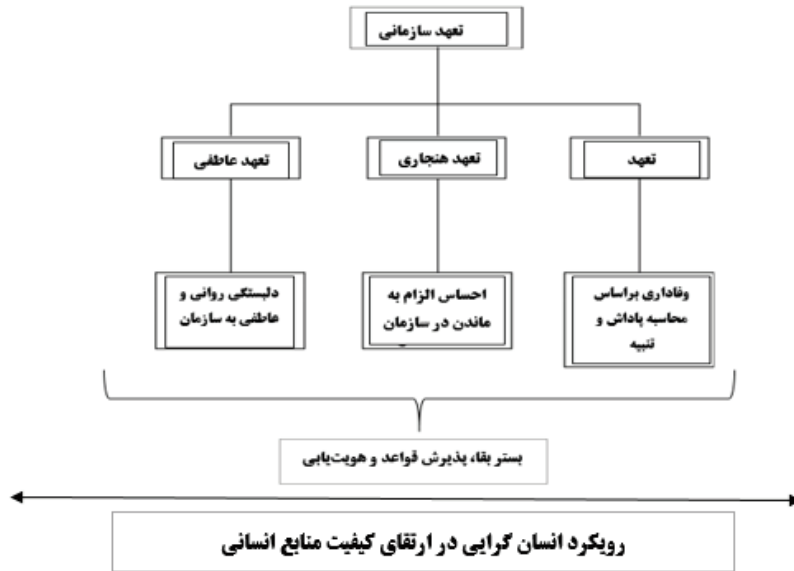 تعهد سازمانی
تعهد
تعهد هنجاری
تعهد عاطفی
وفاداری براساس
محاسبه پاداش و
تنبیه
احساس الزام به
ماندن در سازمان
دلبستگی روانی و
عاطفی به سازمان
بستر بقا، پذیرش قواعد و هویت‌یابی
رویکرد انسان گرایی در ارتقای کیفیت منابع انسانی